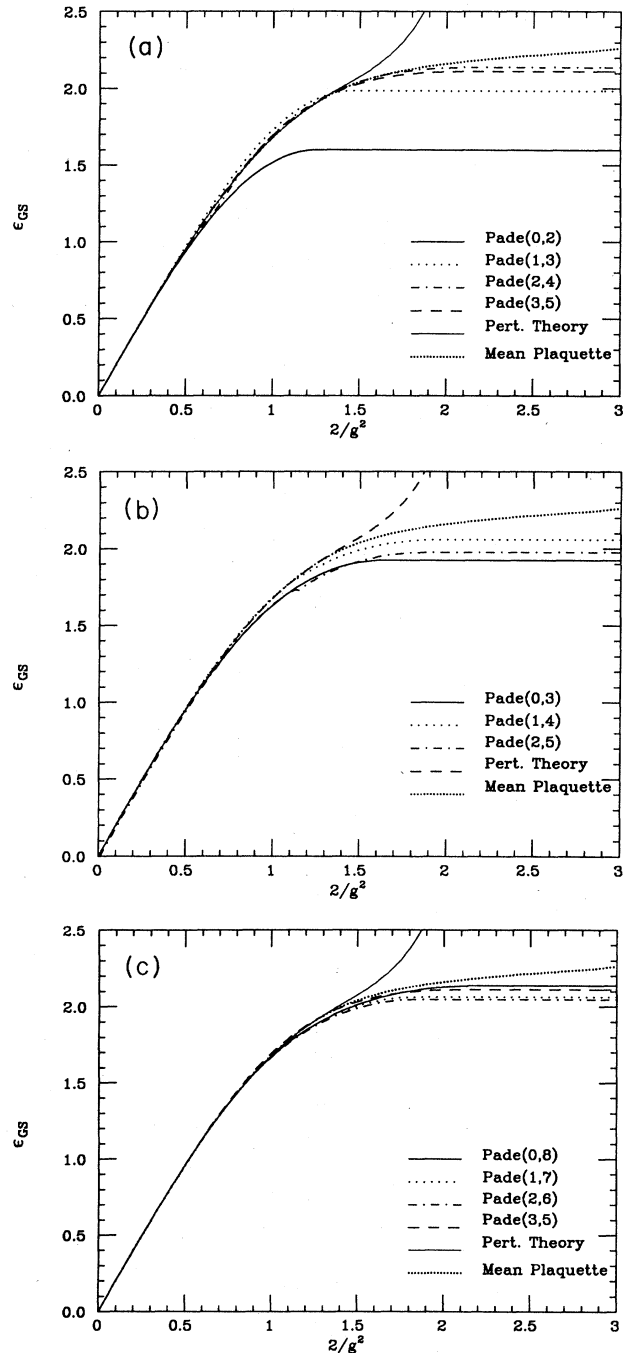 (a)
2.5
2.0
1.5
1.0
0.5
0.0
ϵGS
Pade(0,2)
Pade(1,3)
Pade(2,4)
Pade(3,5)
Pert. Theory
Mean Plaquette
0 0.5 1 1.5 2 2.5 3
2/g²
(b)
2.5
2.0
1.5
1.0
0.5
0.0
ϵGS
Pade(0,3)
Pade(1,4)
Pade(2,5)
Pert. Theory
Mean Plaquette
0 0.5 1 1.5 2 2.5 3
2/g²
(c)
2.5
2.0
1.5
1.0
0.5
0.0
ϵGS
Pade(0,8)
Pade(1,7)
Pade(2,6)
Pade(3,5)
Pert. Theory
Mean Plaquette
0 0.5 1 1.5 2 2.5 3
2/g²